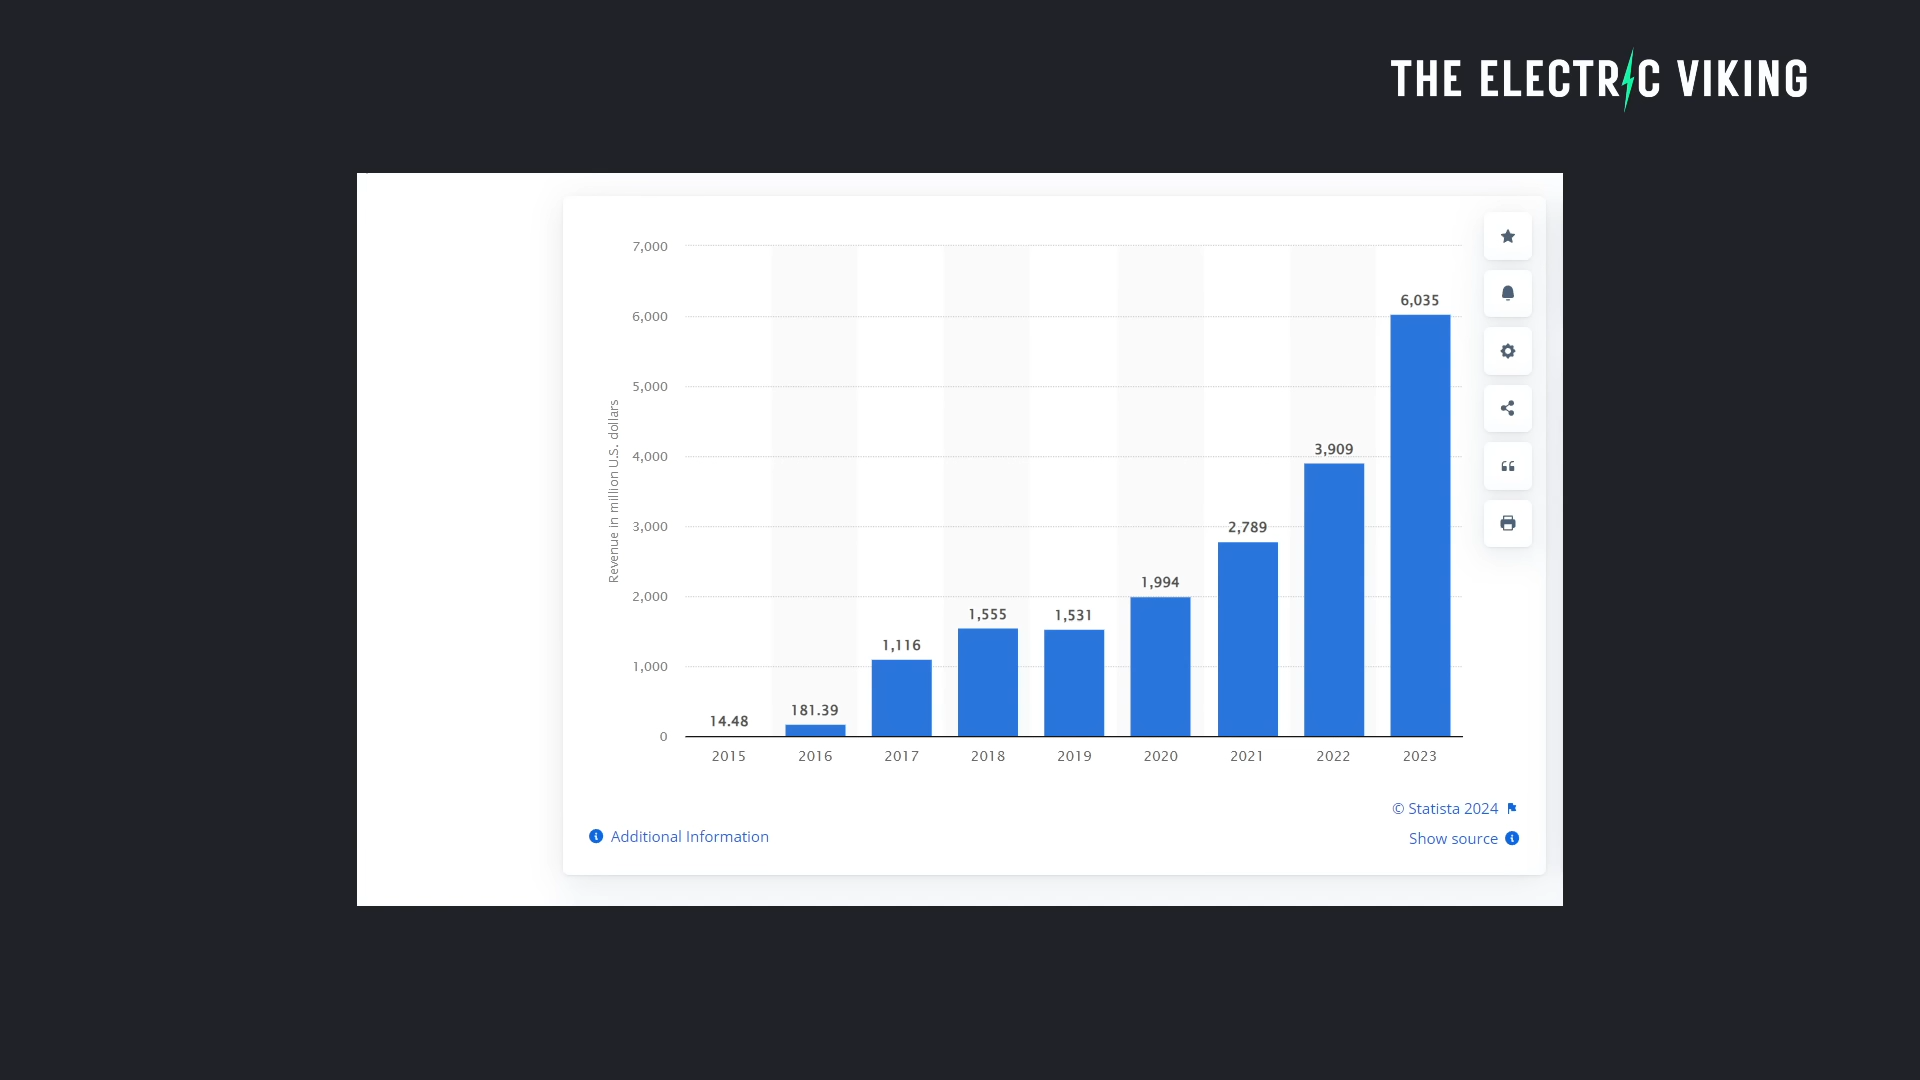 THE ELECTRIC VIKING
Revenue in million U.S. dollars
7,000
6,000
5,000
4,000
3,000
2,000
1,000
0
14.48
181.39
1,116
1,555
1,531
1,994
2,789
3,909
6,035
2015 2016 2017 2018 2019 2020 2021 2022 2023
© Statista 2024
Additional Information
Show source